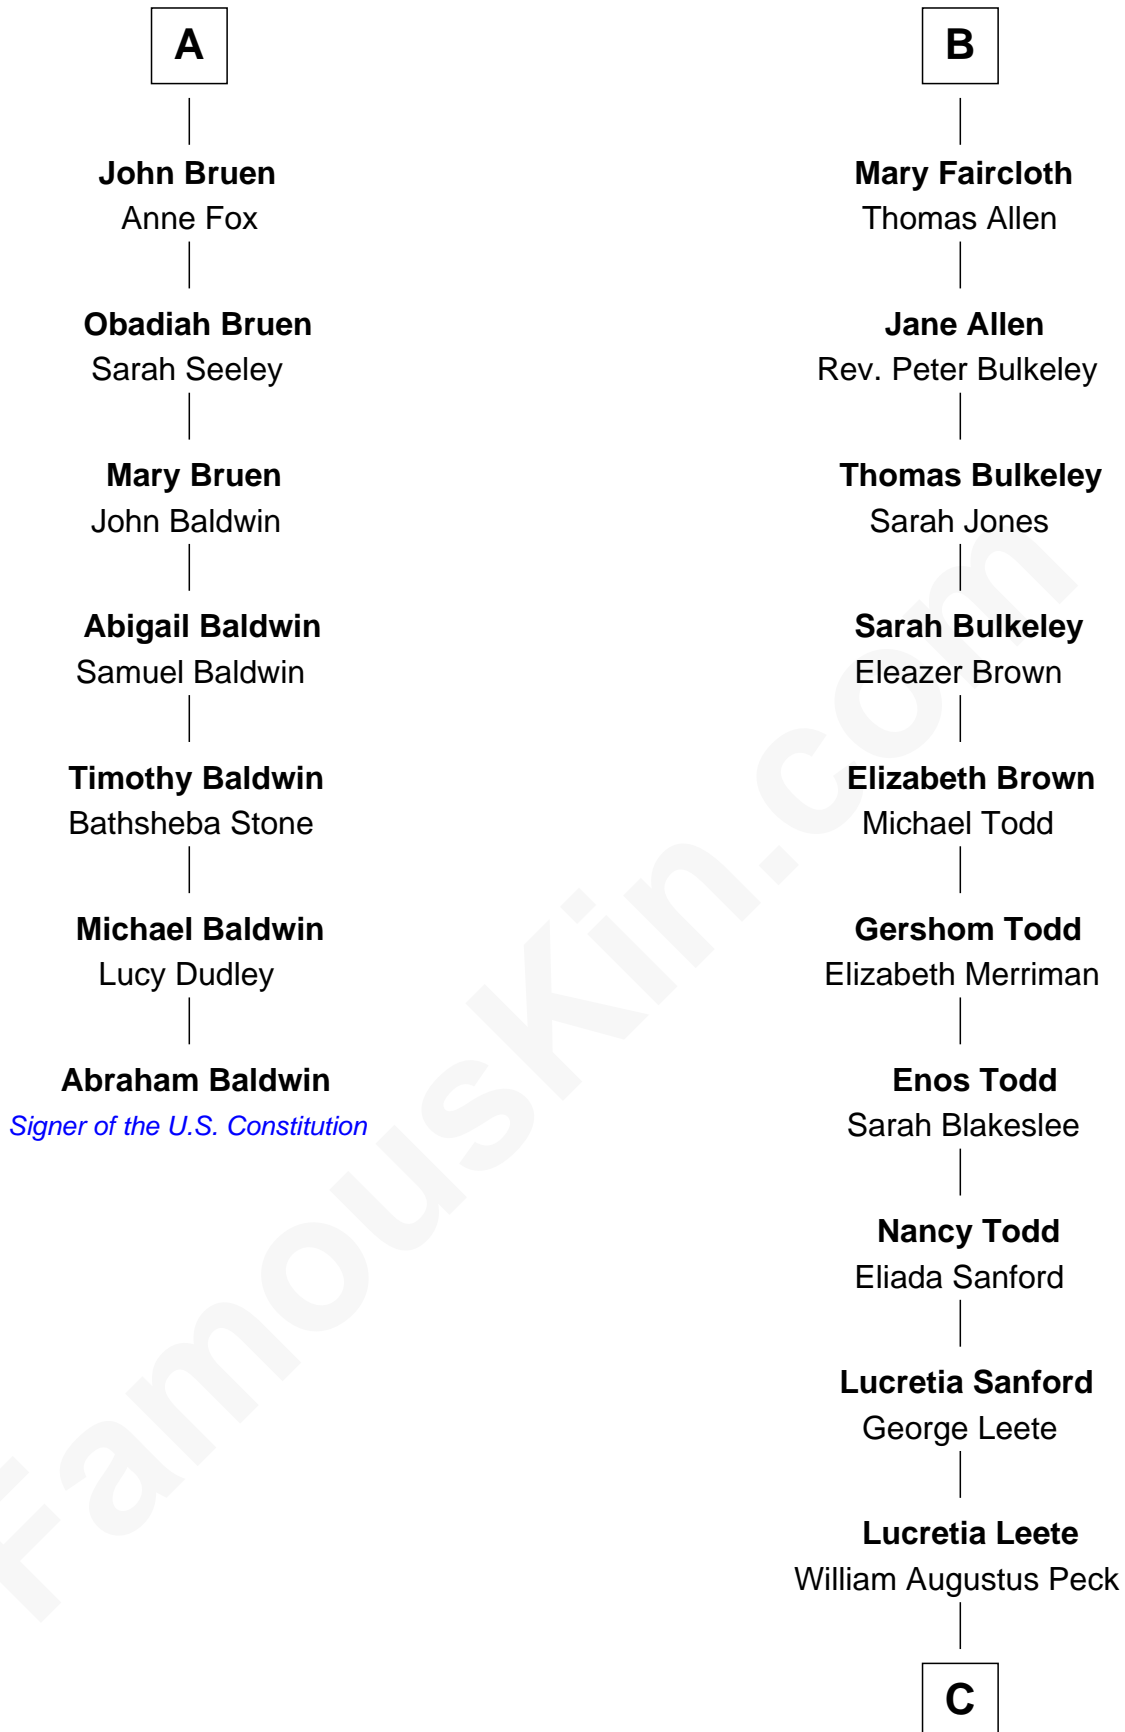 A
John Bruen
Anne Fox
Obadiah Bruen
Sarah Seeley
Mary Bruen
John Baldwin
Abigail Baldwin
Samuel Baldwin
Timothy Baldwin
Bathsheba Stone
Michael Baldwin
Lucy Dudley
Abraham Baldwin
Signer of the U.S. Constitution
B
Mary Faircloth
Thomas Allen
Jane Allen
Rev. Peter Bulkeley
Thomas Bulkeley
Sarah Jones
Sarah Bulkeley
Eleazer Brown
Elizabeth Brown
Michael Todd
Gershom Todd
Elizabeth Merriman
Enos Todd
Sarah Blakeslee
Nancy Todd
Eliada Sanford
Lucretia Sanford
George Leete
Lucretia Leete
William Augustus Peck
C
FamousKin.com